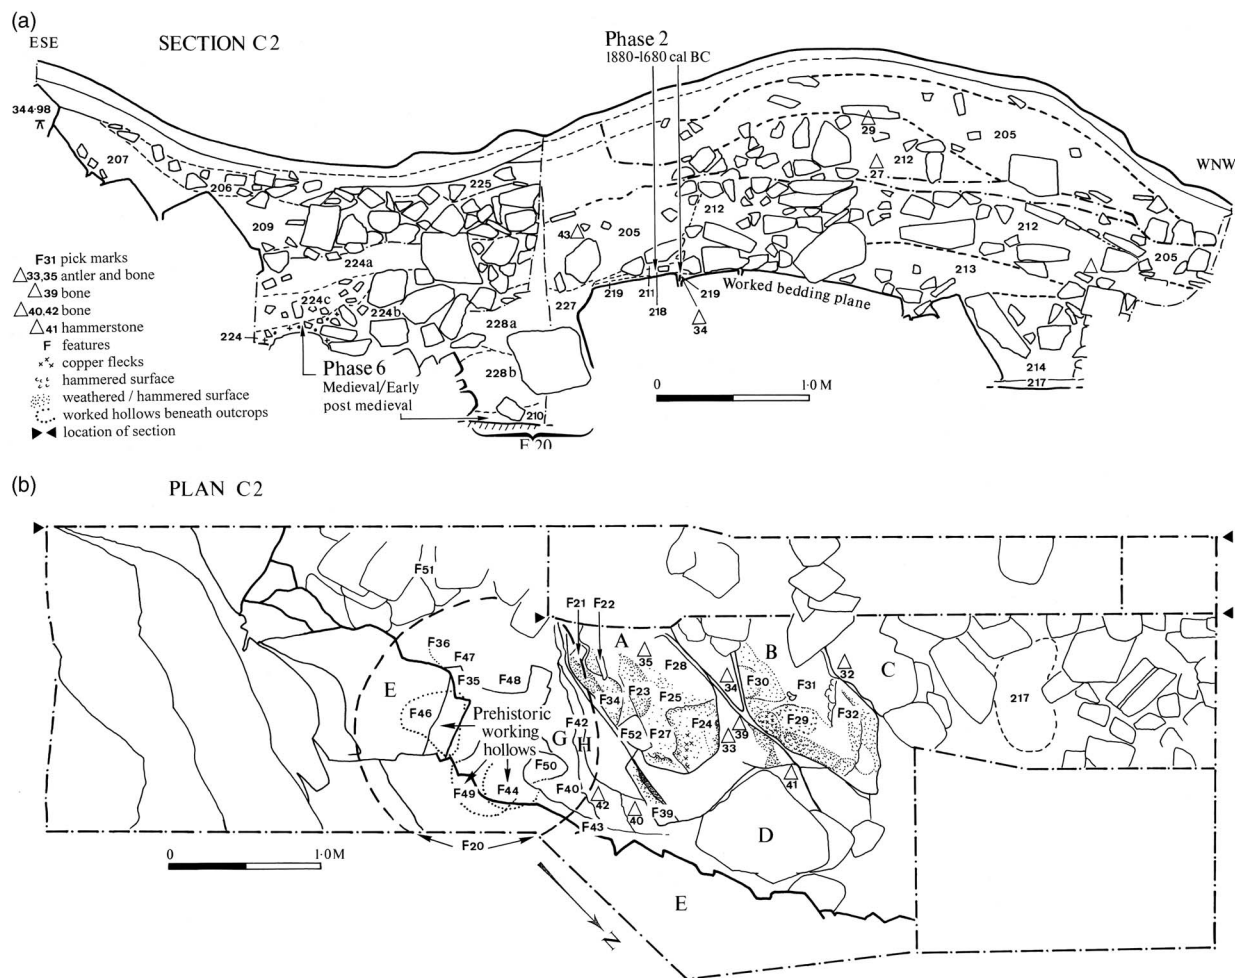 (a)
ESE
SECTION C2
Phase 2
1880-1680 cal BC
WNW
344·98
207
206
209
225
224a
224c
224b
224
228a
228b
210
227
43
205
219
211
218
219
34
212
29
27
212
205
212
213
205
214
217
Worked bedding plane
Phase 6
Medieval/Early
post medieval
F 20
0 1·0 M
F31 pick marks
33,35 antler and bone
39 bone
40,42 bone
41 hammerstone
F features
copper flecks
hammered surface
weathered / hammered surface
worked hollows beneath outcrops
location of section
(b)
PLAN C2
F51
F21 F22
A
B
C
F36
F47
F35
F48
E
F46
Prehistoric
working
hollows
F49
F44
F50
G
H
F42
F40
F43
F34
F23
F25
F28
35
F52
F27
F24
34
39
33
F30
F31
F29
F32
32
217
42
40
F39
41
D
E
F20
0 1·0 M
N